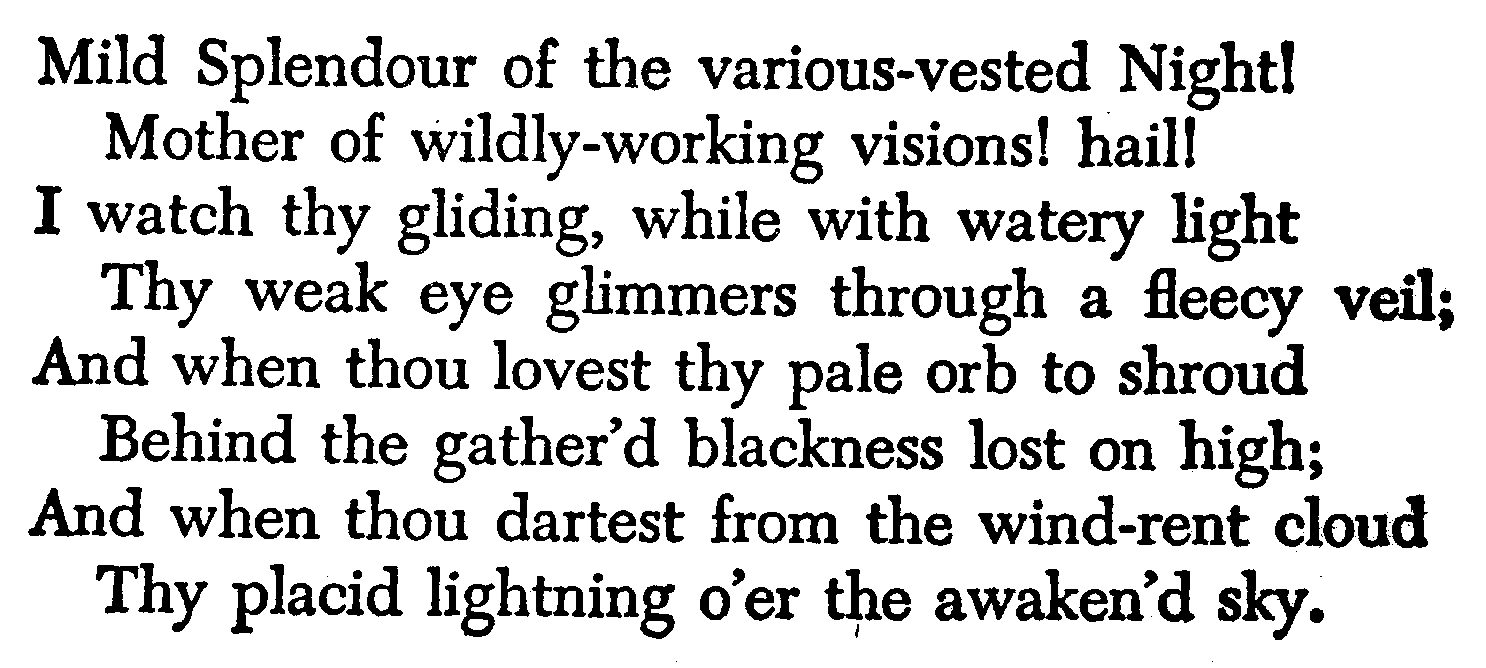 Mild Splendour of the various-vested Night!
Mother of wildly-working visions! hail!
I watch thy gliding, while with watery light
Thy weak eye glimmers through a fleecy veil;
And when thou lovest thy pale orb to shroud
Behind the gather’d blackness lost on high;
And when thou dartest from the wind-rent cloud
Thy placid lightning o’er the awaken’d sky.